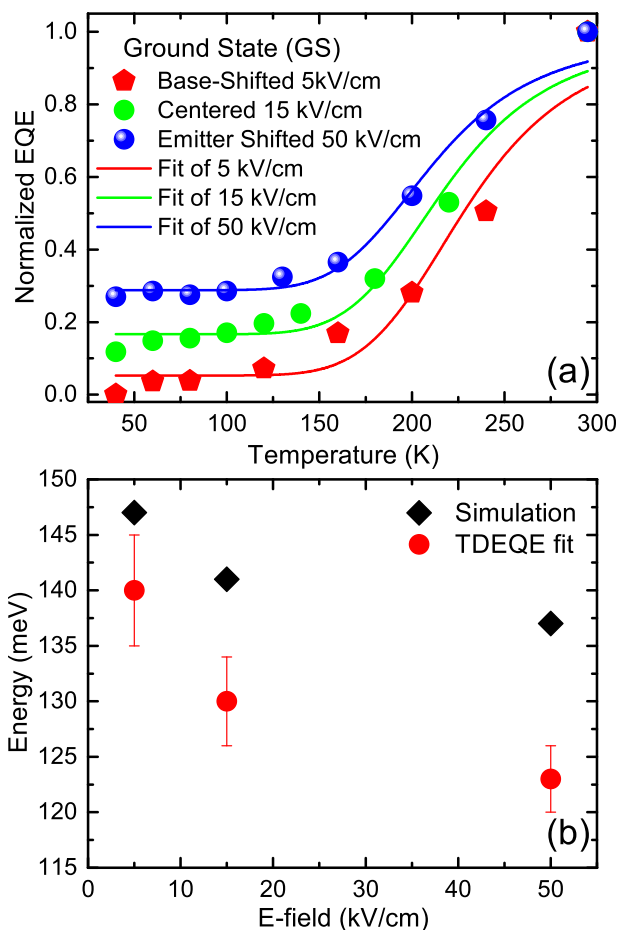 Ground State (GS)
Base-Shifted 5kV/cm
Centered 15 kV/cm
Emitter Shifted 50 kV/cm
Fit of 5 kV/cm
Fit of 15 kV/cm
Fit of 50 kV/cm
Normalized EQE
1.0
0.8
0.6
0.4
0.2
0.0
(a)
50 100 150 200 250 300
Temperature (K)
Simulation
TDEQE fit
Energy (meV)
150
145
140
135
130
125
120
115
(b)
0 10 20 30 40 50
E-field (kV/cm)